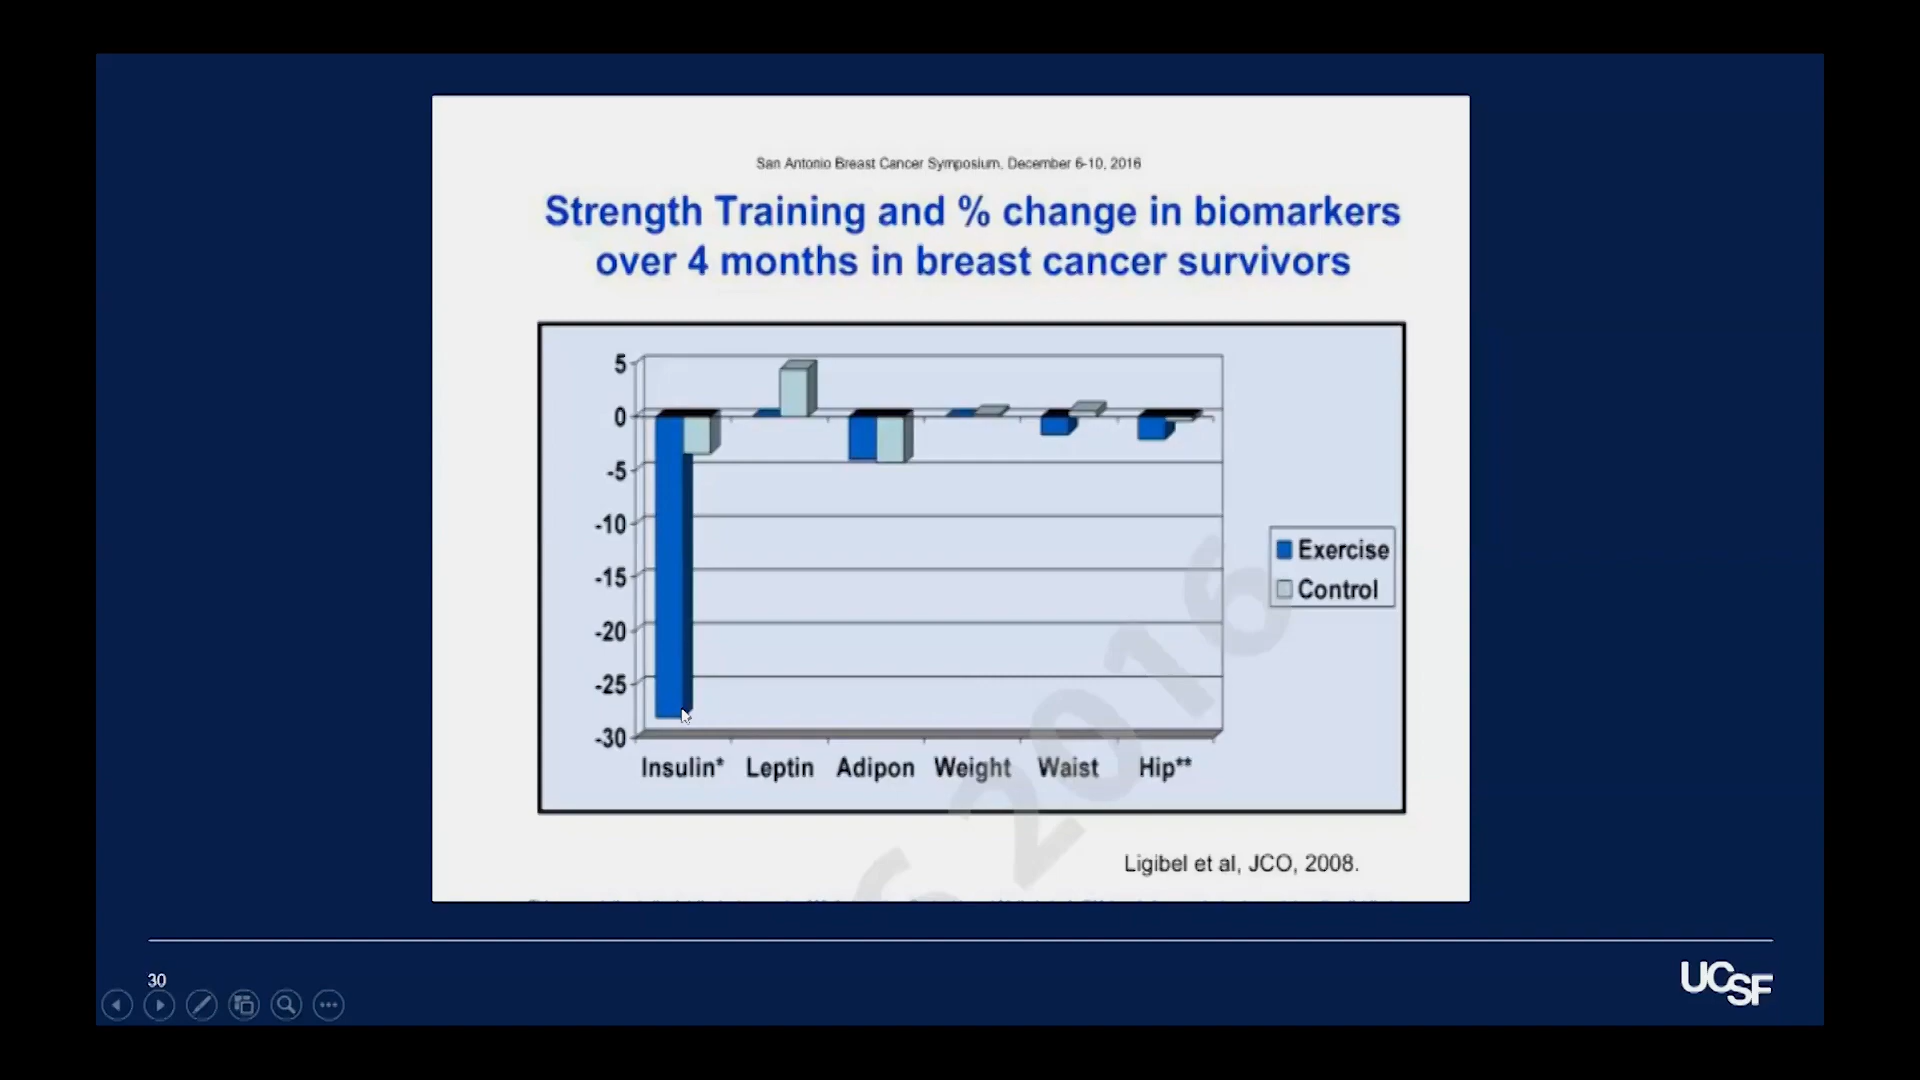 San Antonio Breast Cancer Symposium, December 6-10, 2016
Strength Training and % change in biomarkers
over 4 months in breast cancer survivors
5
0
-5
-10
-15
-20
-25
-30
Insulin* Leptin Adipon Weight Waist Hip**
Exercise
Control
2016
Ligibel et al, JCO, 2008.
30
UCSF